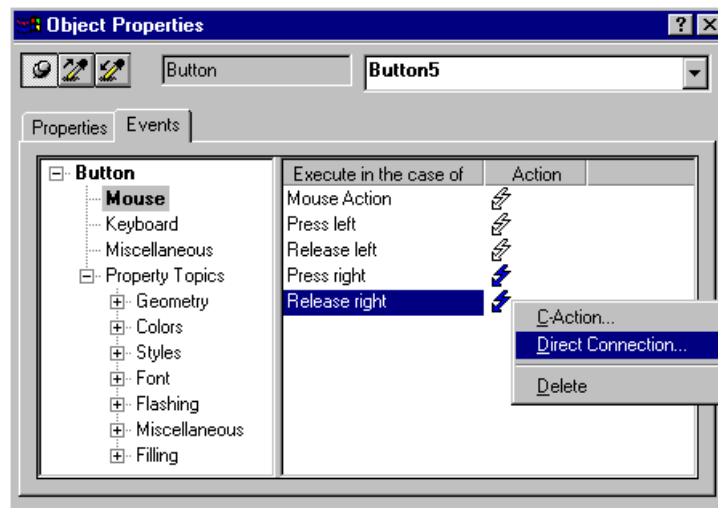 Object Properties
Button Button5
Properties Events
Button
Mouse
Keyboard
Miscellaneous
Property Topics
Geometry
Colors
Styles
Font
Flashing
Miscellaneous
Filling
Execute in the case of Action
Mouse Action
Press left
Release left
Press right
Release right
C-Action...
Direct Connection...
Delete